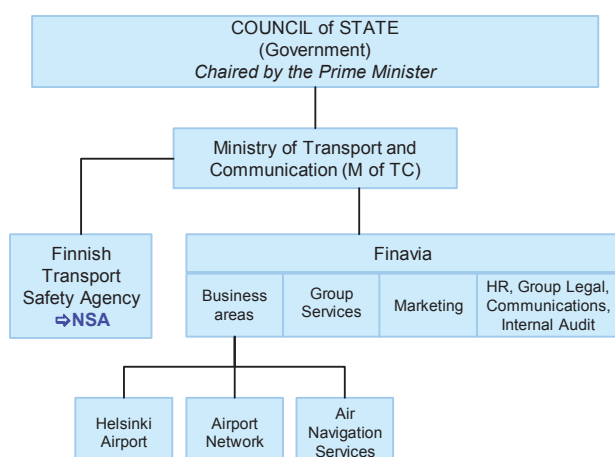 COUNCIL of STATE
(Government)
Chaired by the Prime Minister
Ministry of Transport and
Communication (M of TC)
Finnish
Transport
Safety Agency
⇨NSA
Finavia
Business
areas
Group
Services
Marketing
HR, Group Legal,
Communications,
Internal Audit
Helsinki
Airport
Airport
Network
Air
Navigation
Services